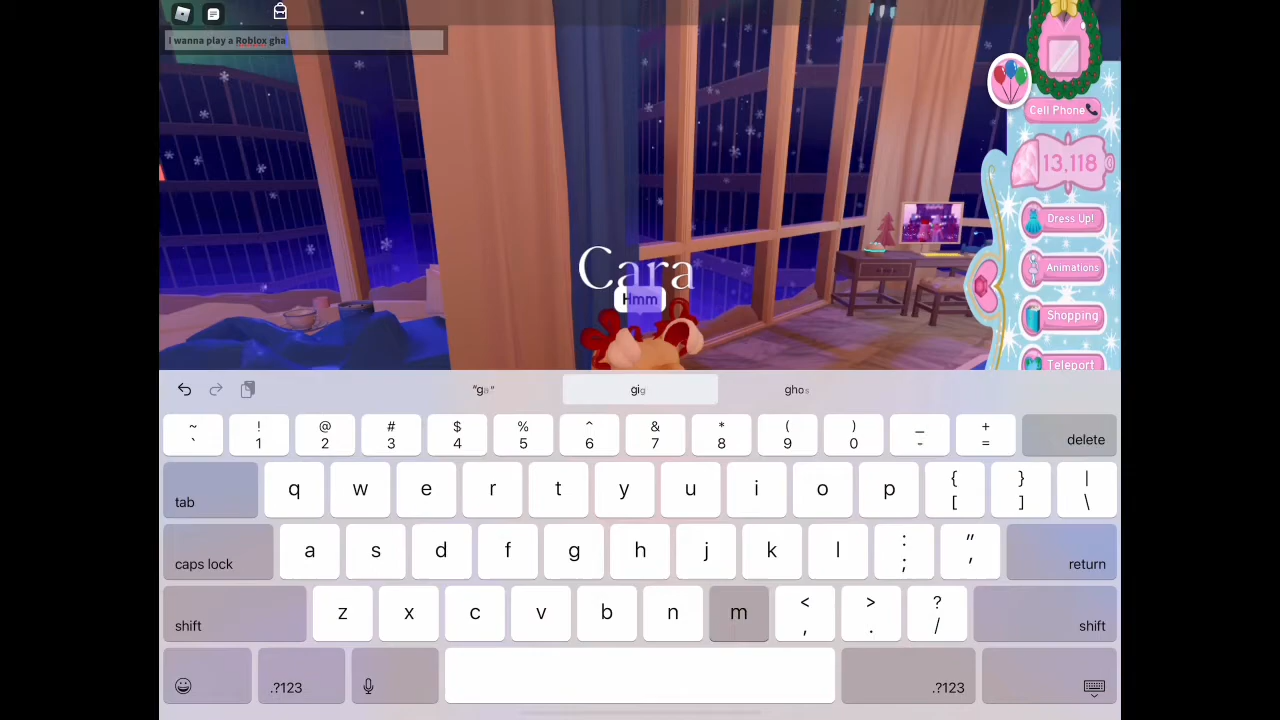 I wanna play a Roblox gha
Cell Phone
13,118
Dress Up!
Animations
Shopping
Teleport
Cara
Hmm
"ga"
gig
ghos
~ ! @ # $ % ^ & * ( ) _ +
` 1 2 3 4 5 6 7 8 9 0 - = delete
tab q w e r t y u i o p { [ } ] | \
caps lock a s d f g h j k l : ; " ' return
shift z x c v b n m < , > . ? / shift
.?123 .?123